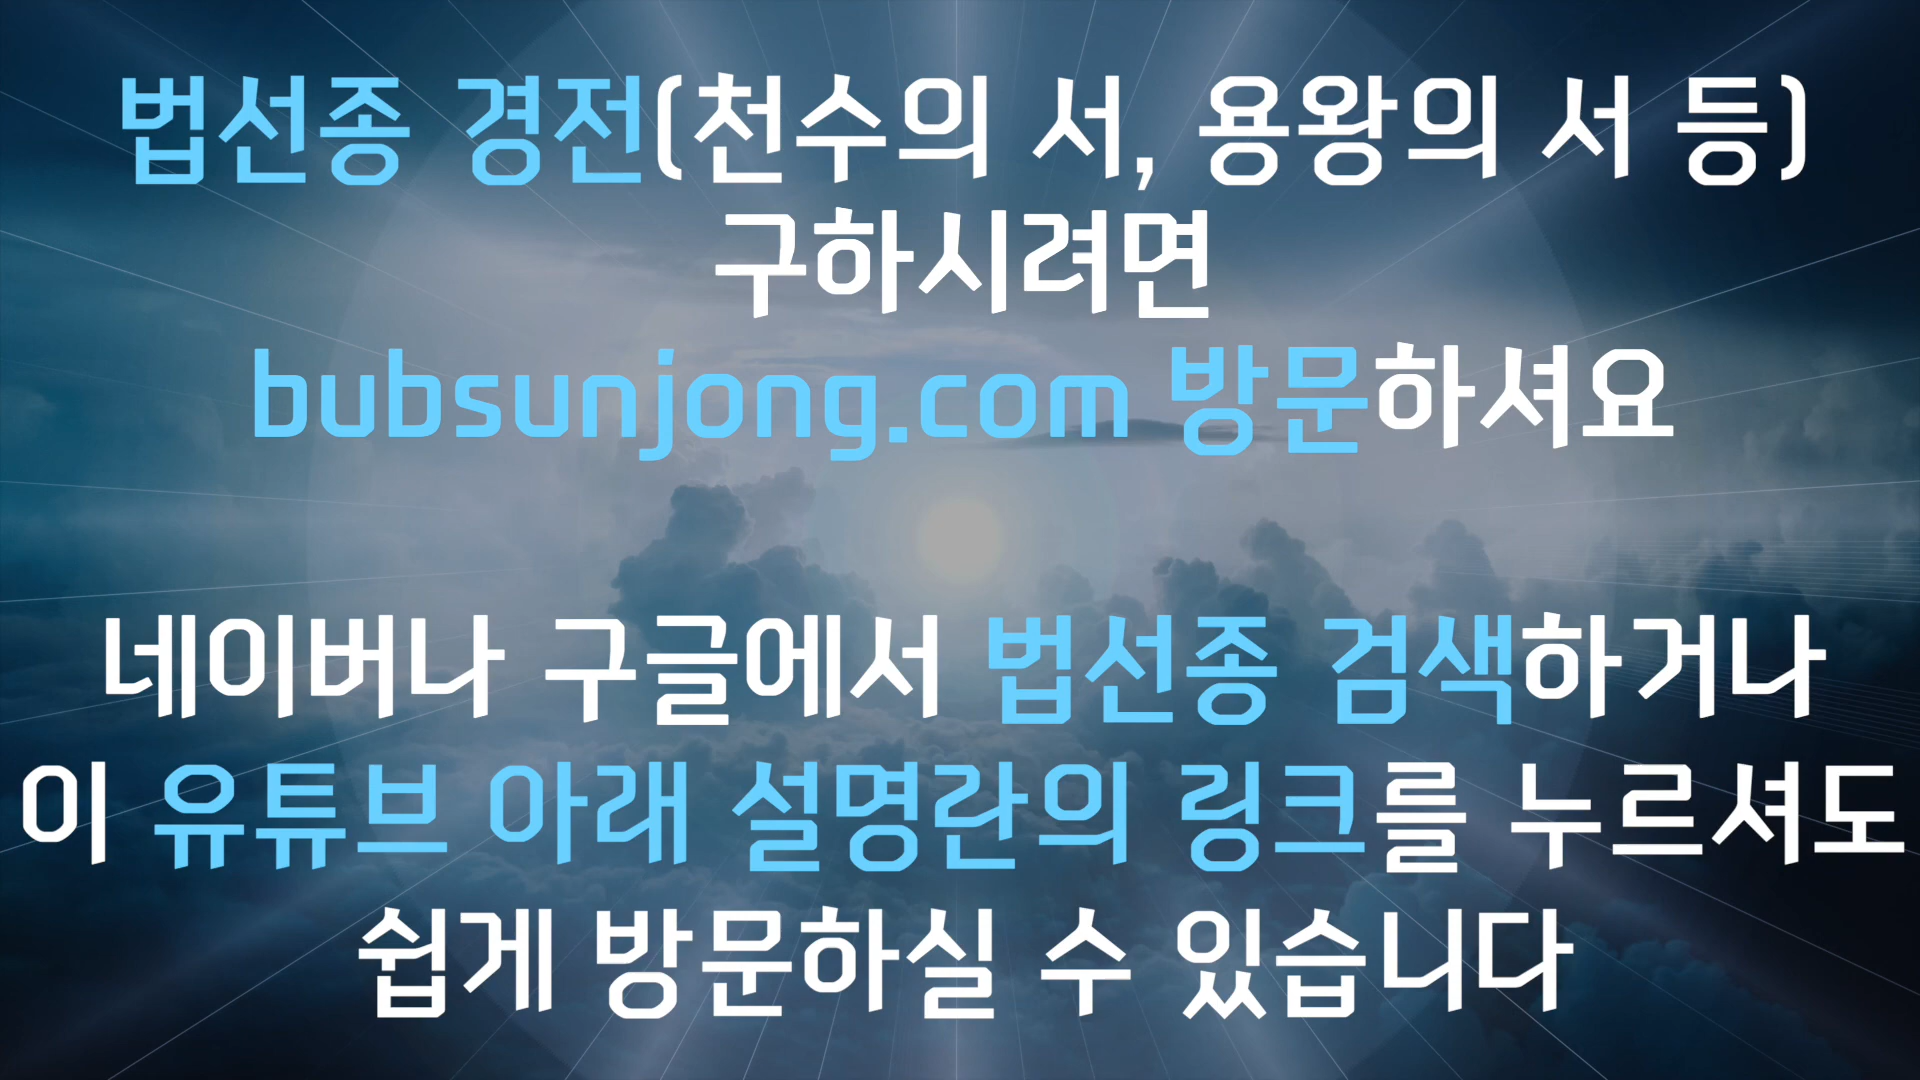 법선종 경전(천수의 서, 용왕의 서 등)
구하시려면
bubsunjong.com 방문하셔요
네이버나 구글에서 법선종 검색하거나
이 유튜브 아래 설명란의 링크를 누르셔도
쉽게 방문하실 수 있습니다